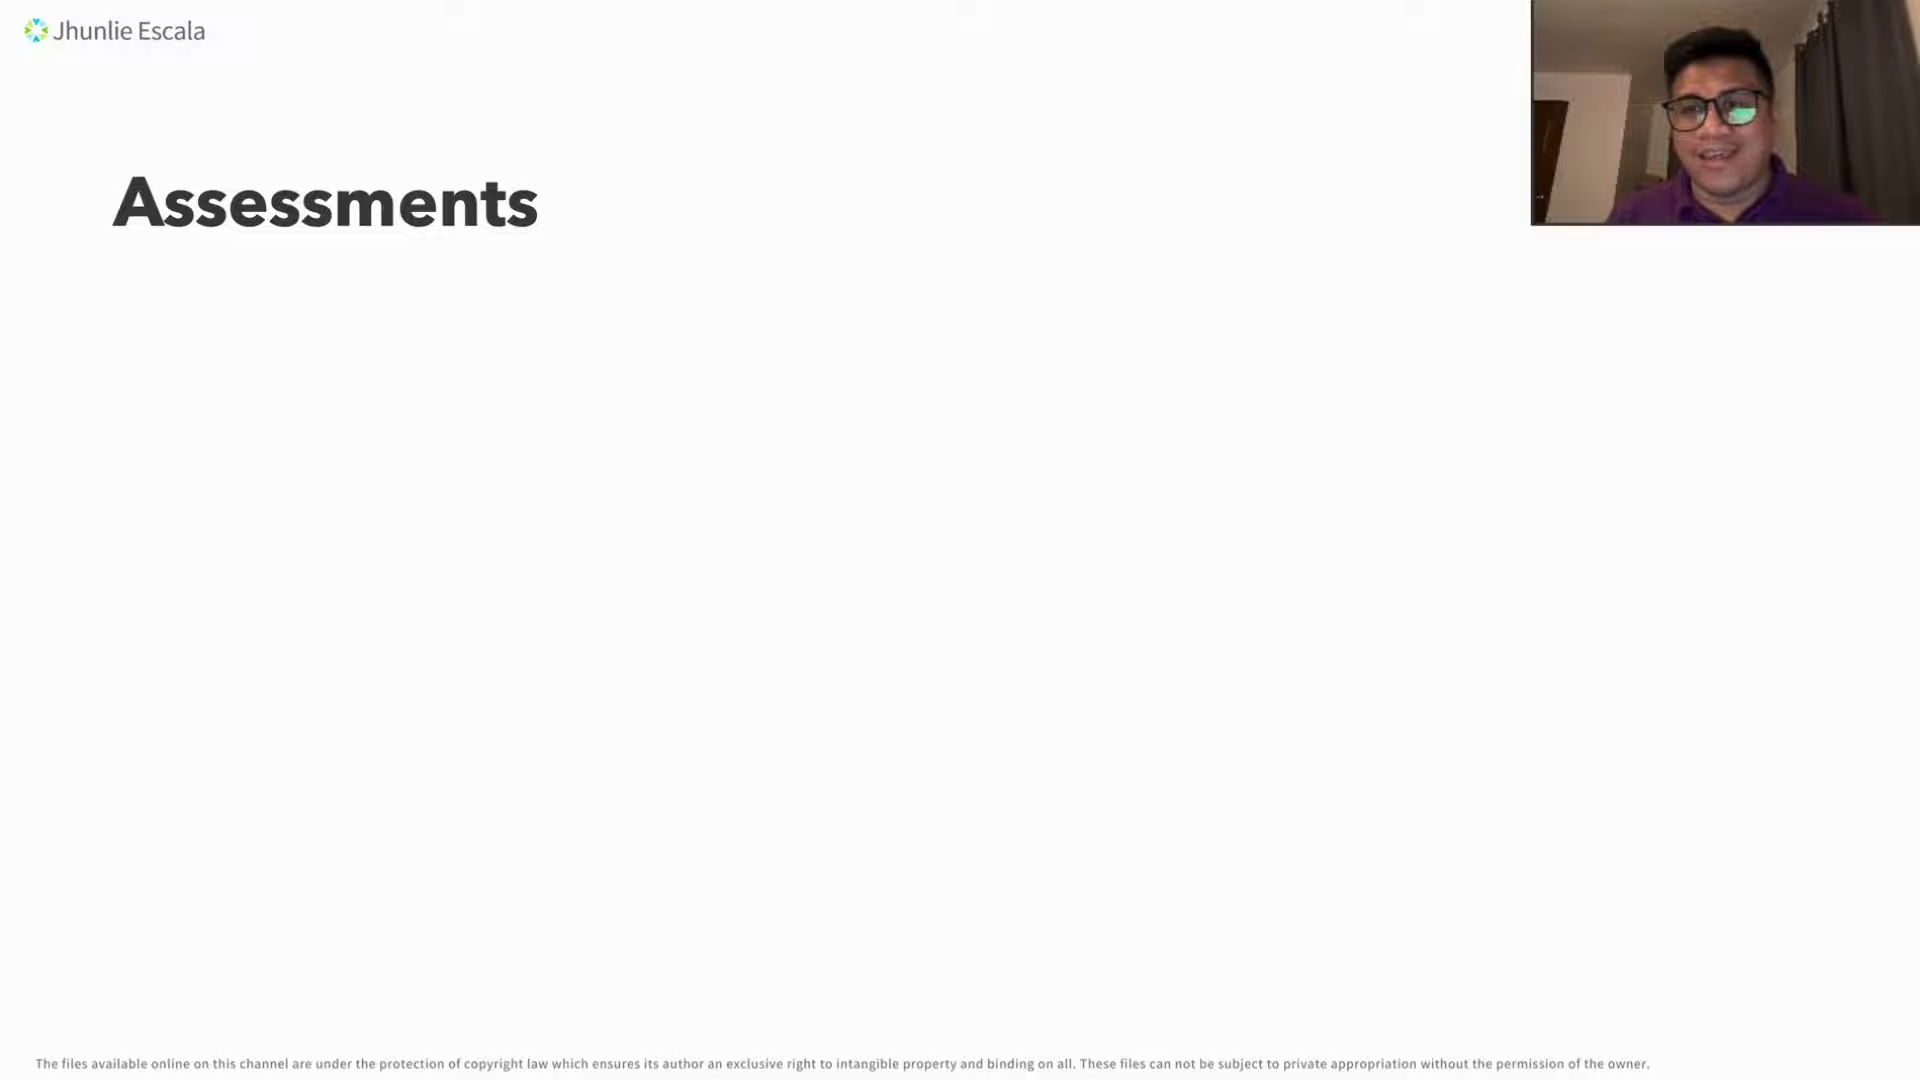 Jhunlie Escala
Assessments
The files available online on this channel are under the protection of copyright law which ensures its author an exclusive right to intangible property and binding on all. These files can not be subject to private appropriation without the permission of the owner.